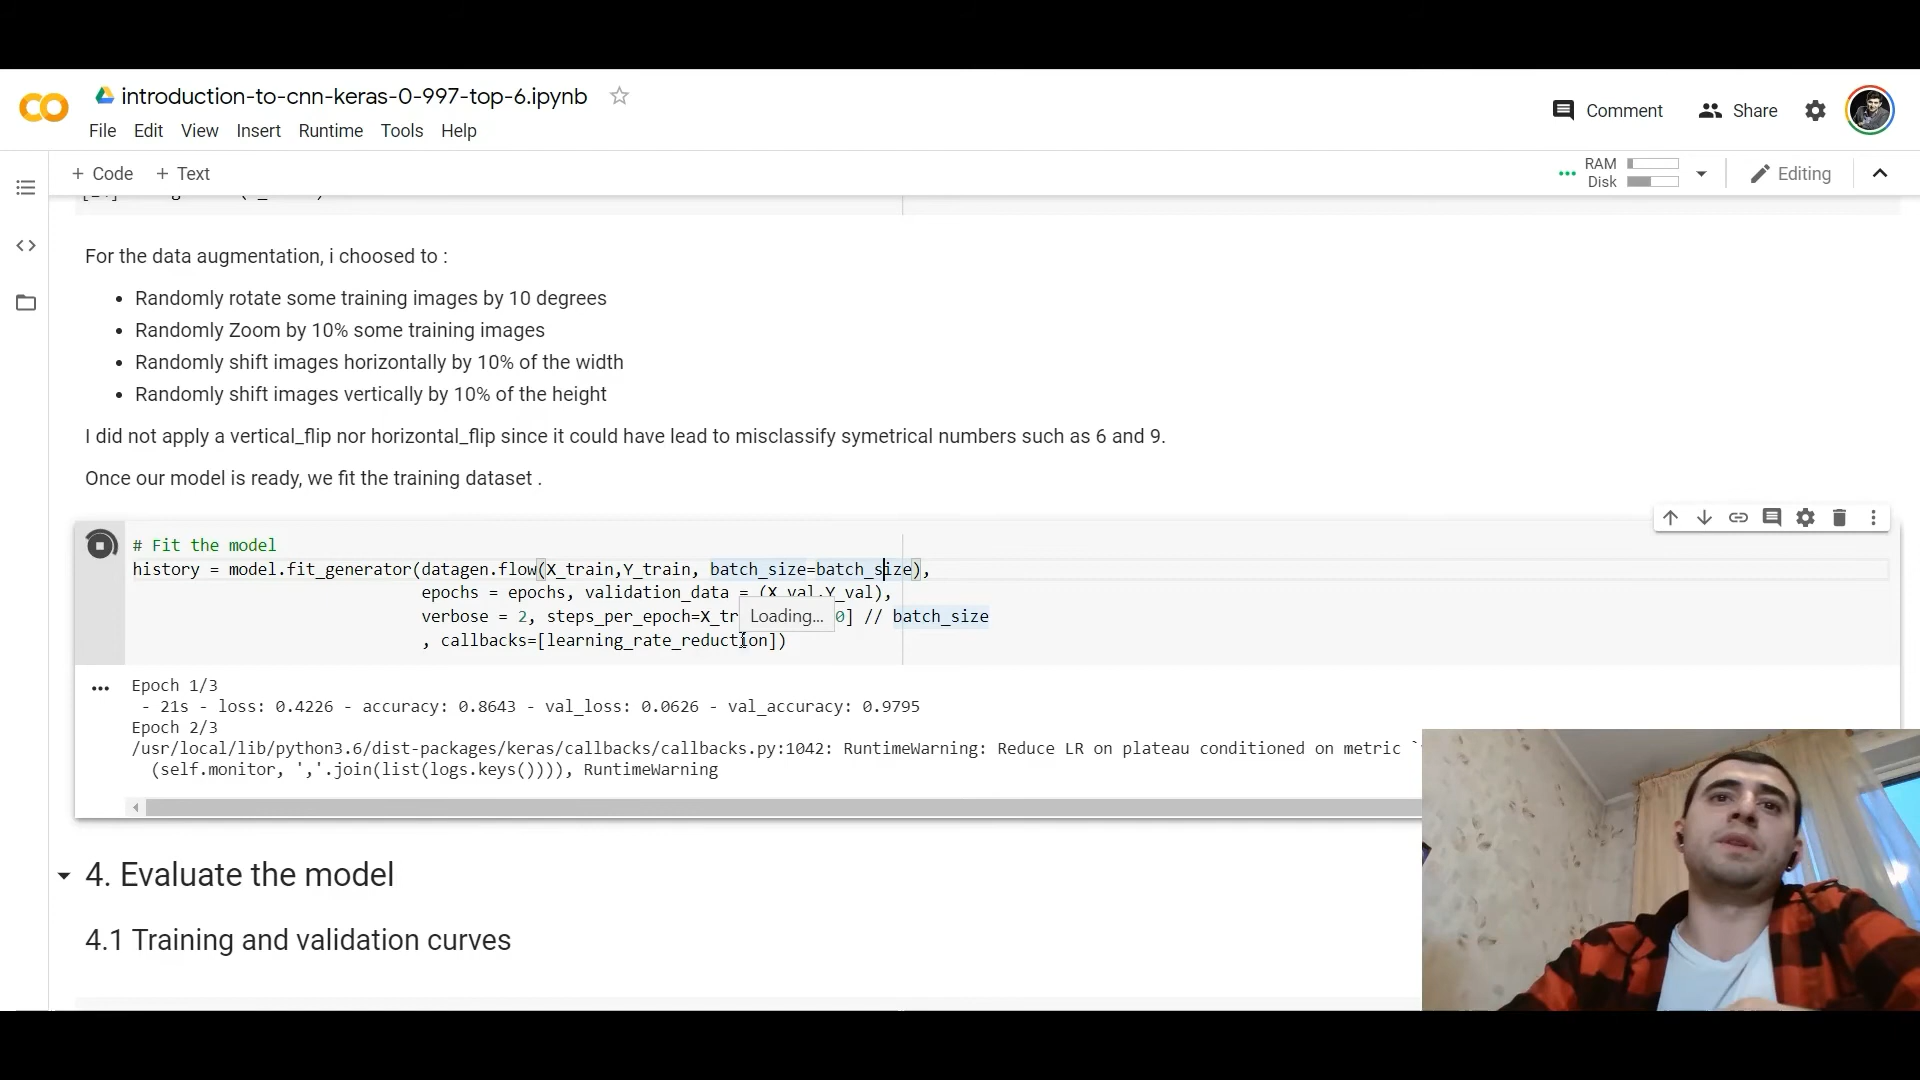 introduction-to-cnn-keras-0-997-top-6.ipynb
File Edit View Insert Runtime Tools Help
Comment Share
+ Code + Text
RAM
Disk
Editing
For the data augmentation, i choosed to :
• Randomly rotate some training images by 10 degrees
• Randomly Zoom by 10% some training images
• Randomly shift images horizontally by 10% of the width
• Randomly shift images vertically by 10% of the height
I did not apply a vertical_flip nor horizontal_flip since it could have lead to misclassify symetrical numbers such as 6 and 9.
Once our model is ready, we fit the training dataset .
# Fit the model
history = model.fit_generator(datagen.flow(X_train,Y_train, batch_size=batch_size),
epochs = epochs, validation_data = (X_val,Y_val),
verbose = 2, steps_per_epoch=X_tr Loading... 0] // batch_size
, callbacks=[learning_rate_reduction])
Epoch 1/3
- 21s - loss: 0.4226 - accuracy: 0.8643 - val_loss: 0.0626 - val_accuracy: 0.9795
Epoch 2/3
/usr/local/lib/python3.6/dist-packages/keras/callbacks/callbacks.py:1042: RuntimeWarning: Reduce LR on plateau conditioned on metric `
(self.monitor, ','.join(list(logs.keys()))), RuntimeWarning
4. Evaluate the model
4.1 Training and validation curves